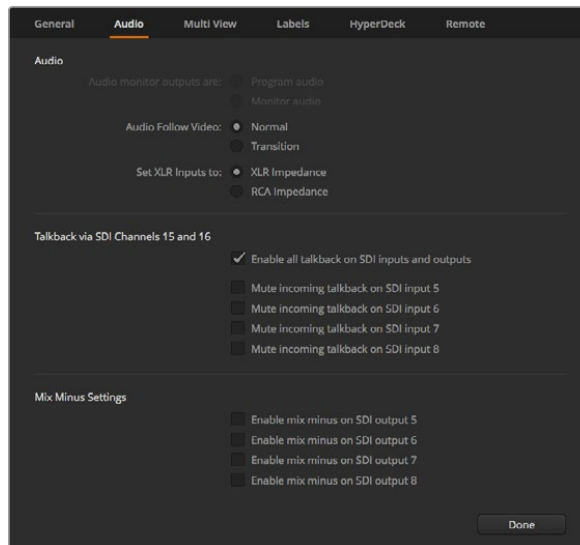 General Audio Multi View Labels HyperDeck Remote
Audio
Audio monitor outputs are: Program audio
Monitor audio
Audio Follow Video: Normal
Transition
Set XLR Inputs to: XLR Impedance
RCA Impedance
Talkback via SDI Channels 15 and 16
Enable all talkback on SDI inputs and outputs
Mute incoming talkback on SDI input 5
Mute incoming talkback on SDI input 6
Mute incoming talkback on SDI input 7
Mute incoming talkback on SDI input 8
Mix Minus Settings
Enable mix minus on SDI output 5
Enable mix minus on SDI output 6
Enable mix minus on SDI output 7
Enable mix minus on SDI output 8
Done